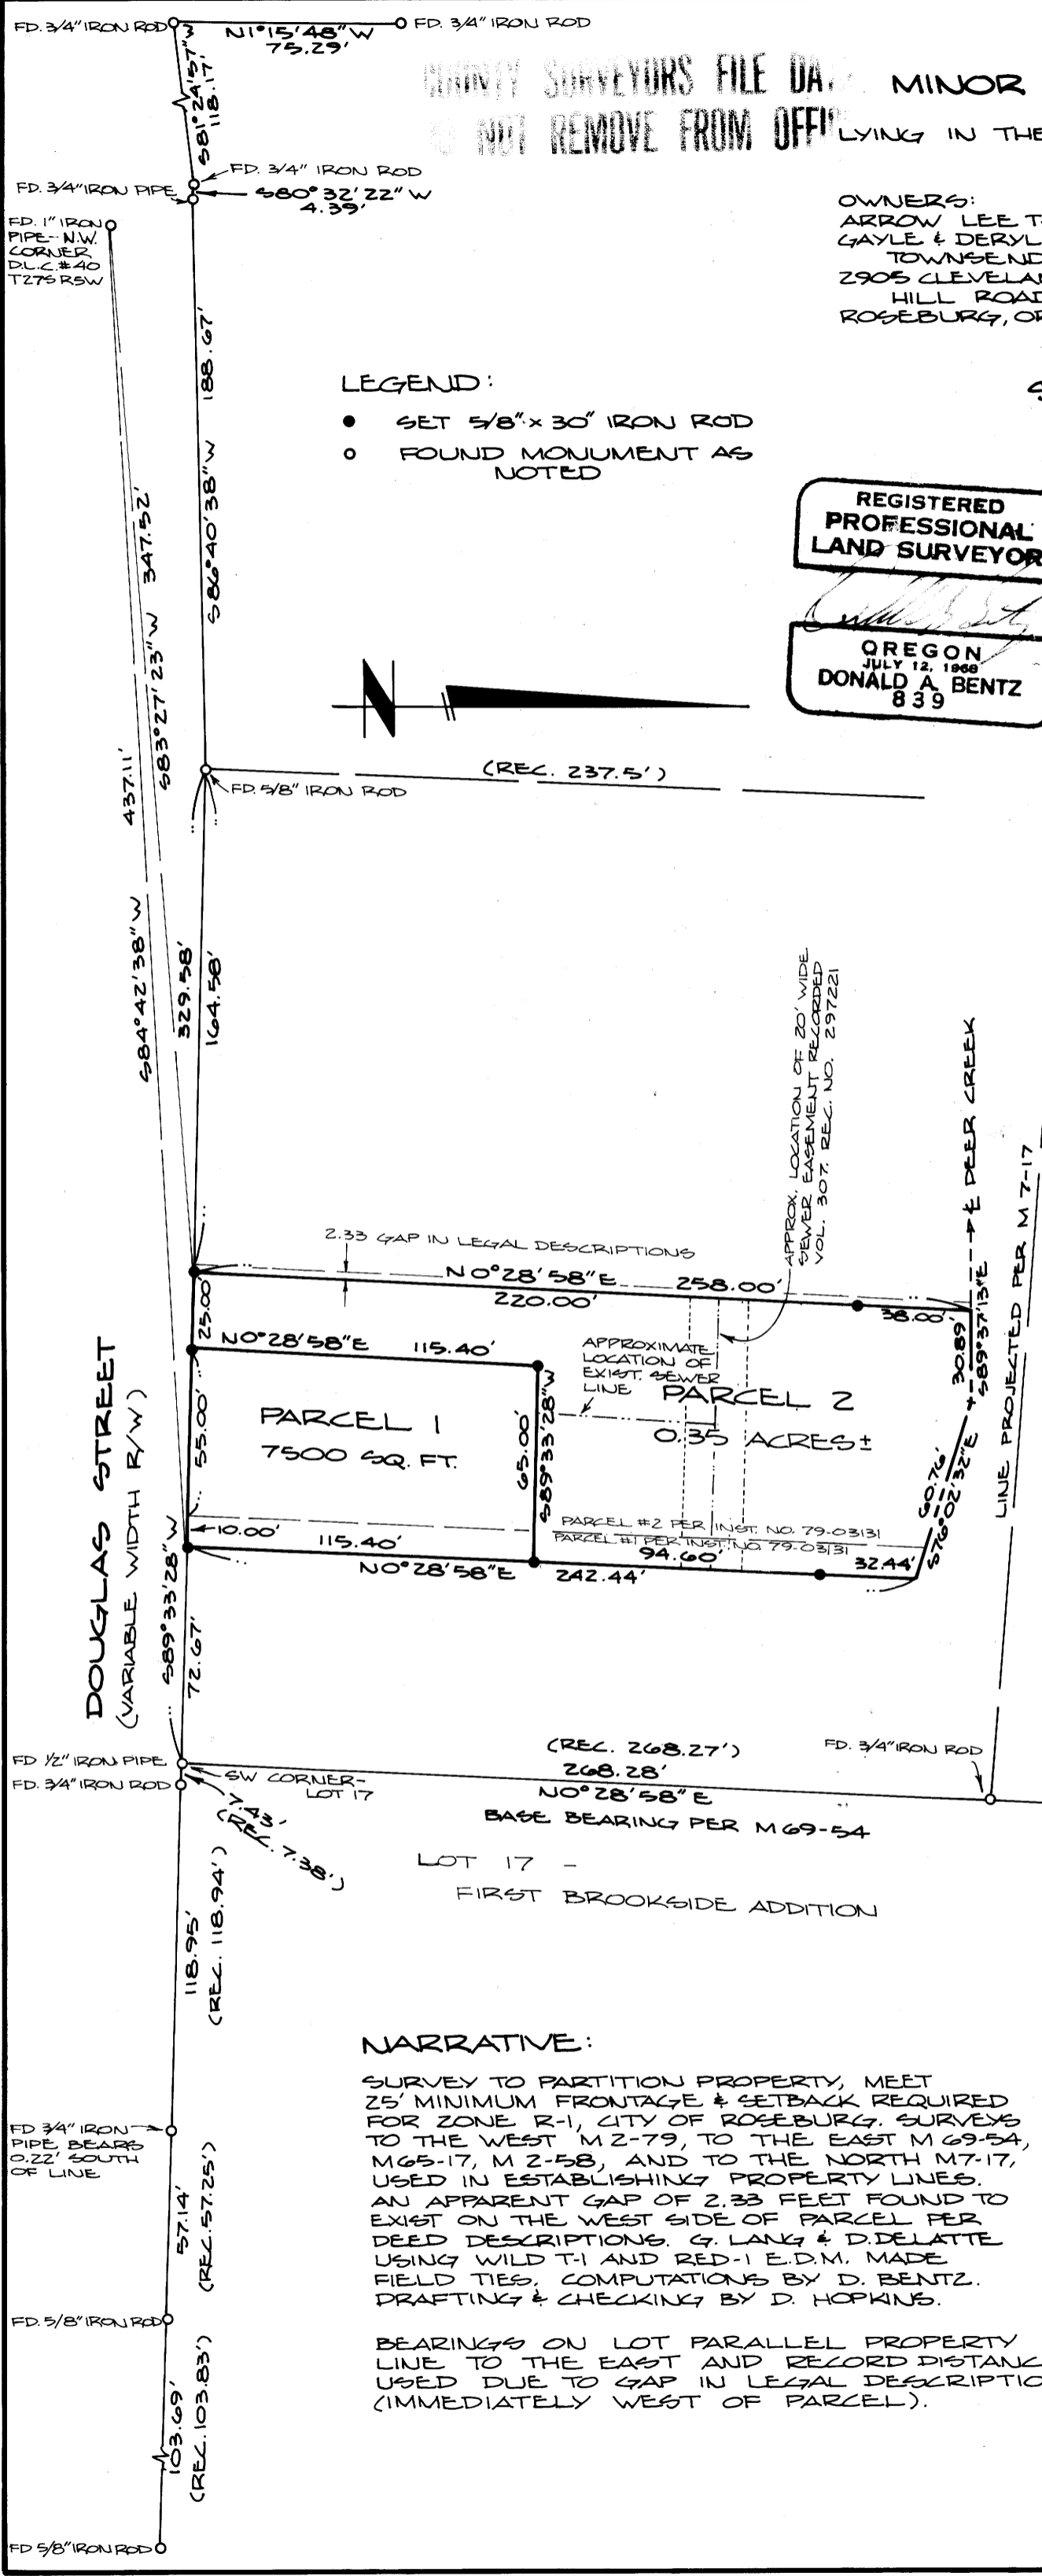 FD. 3/4" IRON ROD
N1°15'48"W
75.29'
FD. 3/4" IRON ROD
S81°24'57"W
118.17'
COUNTY SURVEYORS FILE DA
NOT REMOVE FROM OFFI
MINOR
LYING IN THE
FD. 3/4" IRON ROD
FD. 3/4" IRON PIPE
S80°32'22"W
4.39'
FD. 1" IRON
PIPE - N.W.
CORNER
D.L.C. #40
T27S R5W
OWNERS:
ARROW LEE T
GAYLE & DERYL
TOWNSEND
2905 CLEVELA
HILL ROAD
ROSEBURG, OR
188.67'
S86°40'38"W
LEGEND:
● SET 5/8" x 30" IRON ROD
○ FOUND MONUMENT AS
NOTED
REGISTERED
PROFESSIONAL
LAND SURVEYOR
OREGON
JULY 12, 1968
DONALD A. BENTZ
839
N
347.52'
S83°27'23"W
437.11'
S84°42'38"W
(REC. 237.5')
FD. 5/8" IRON ROD
329.58'
164.58'
APPROX. LOCATION OF 20' WIDE
SEWER EASEMENT RECORDED
VOL. 307. REC. NO. 297221
℄ DEER CREEK
LINE PROJECTED PER M 7-17
2.33 GAP IN LEGAL DESCRIPTIONS
N0°28'58"E 258.00'
220.00'
38.00'
25.00'
N0°28'58"E 115.40'
APPROXIMATE
LOCATION OF
EXIST. SEWER
LINE
30.89'
S89°37'13"E
PARCEL 1
7500 SQ. FT.
PARCEL 2
0.35 ACRES±
55.00'
65.00'
S89°33'28"W
60.76'
S76°02'32"E
DOUGLAS STREET
(VARIABLE WIDTH R/W)
10.00'
115.40'
N0°28'58"E
PARCEL #2 PER INST. NO. 79-03131
PARCEL #1 PER INST. NO. 79-03131
94.60'
32.44'
242.44'
S89°33'28"W
72.67'
FD 1/2" IRON PIPE
FD. 3/4" IRON ROD
SW CORNER-
LOT 17
7.43'
(REC. 7.38')
(REC. 268.27')
268.28'
N0°28'58"E
BASE BEARING PER M69-54
FD. 3/4" IRON ROD
LOT 17 -
FIRST BROOKSIDE ADDITION
118.95'
(REC. 118.94')
FD 3/4" IRON
PIPE BEARS
0.22' SOUTH
OF LINE
57.14'
(REC. 57.25')
FD. 5/8" IRON ROD
103.69'
(REC. 103.83')
FD 5/8" IRON ROD
NARRATIVE:
SURVEY TO PARTITION PROPERTY, MEET
25' MINIMUM FRONTAGE & SETBACK REQUIRED
FOR ZONE R-1, CITY OF ROSEBURG. SURVEYS
TO THE WEST M 2-79, TO THE EAST M 69-54,
M65-17, M 2-58, AND TO THE NORTH M7-17,
USED IN ESTABLISHING PROPERTY LINES.
AN APPARENT GAP OF 2.33 FEET FOUND TO
EXIST ON THE WEST SIDE OF PARCEL PER
DEED DESCRIPTIONS. G. LANG & D. DELATTE
USING WILD T-1 AND RED-1 E.D.M. MADE
FIELD TIES. COMPUTATIONS BY D. BENTZ.
DRAFTING & CHECKING BY D. HOPKINS.
BEARINGS ON LOT PARALLEL PROPERTY
LINE TO THE EAST AND RECORD DISTANC
USED DUE TO GAP IN LEGAL DESCRIPTIO
(IMMEDIATELY WEST OF PARCEL).